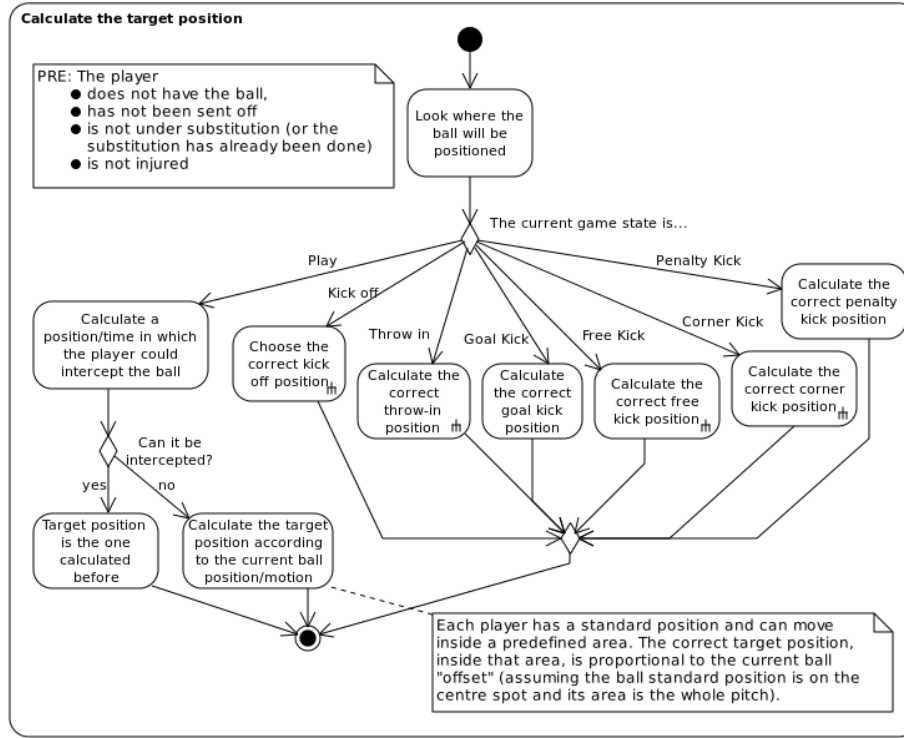 Calculate the target position
PRE: The player
● does not have the ball,
● has not been sent off
● is not under substitution (or the
substitution has already been done)
● is not injured
Look where the
ball will be
positioned
The current game state is...
Play
Kick off
Throw in
Goal Kick
Free Kick
Corner Kick
Penalty Kick
Calculate a
position/time in which
the player could
intercept the ball
Choose the
correct kick
off position
Calculate the
correct
throw-in
position
Calculate
the correct
goal kick
position
Calculate the
correct free
kick position
Calculate the
correct corner
kick position
Calculate the
correct penalty
kick position
Can it be
intercepted?
yes
no
Target position
is the one
calculated
before
Calculate the target
position according
to the current ball
position/motion
Each player has a standard position and can move
inside a predefined area. The correct target position,
inside that area, is proportional to the current ball
"offset" (assuming the ball standard position is on the
centre spot and its area is the whole pitch).